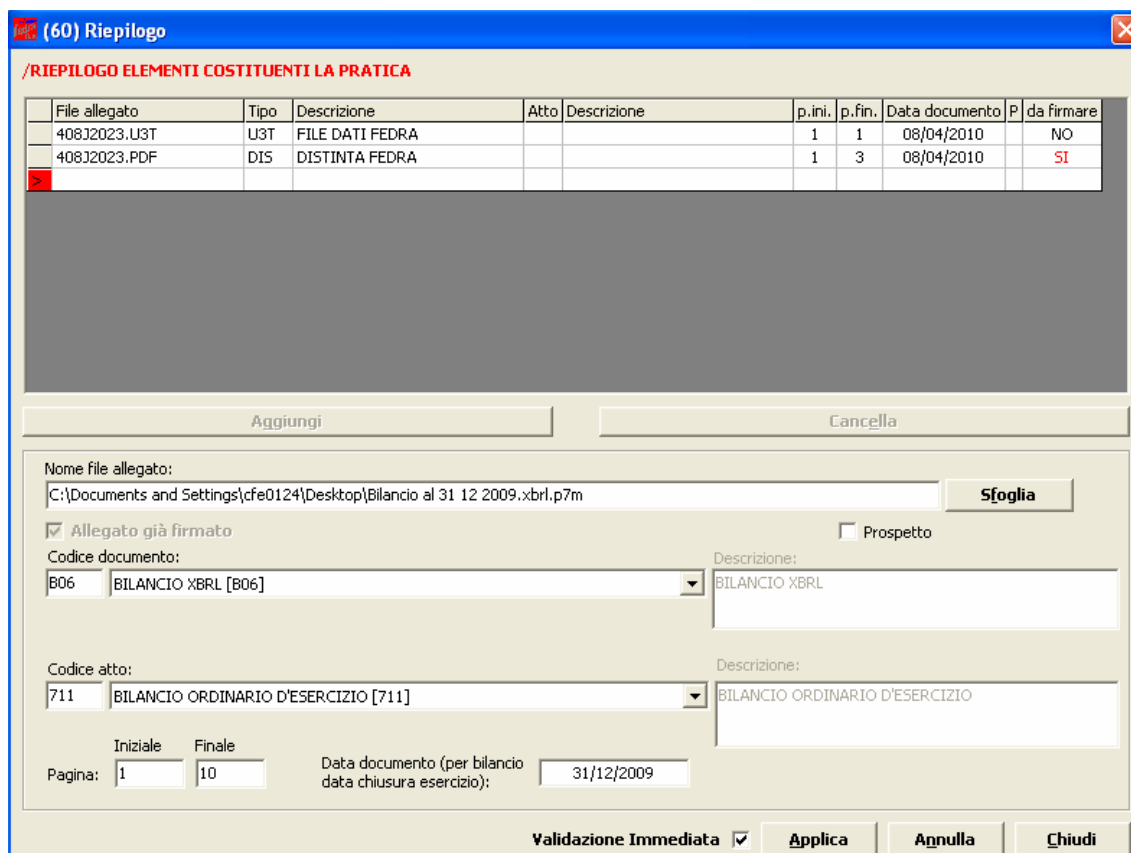 (60) Riepilogo
/RIEPILOGO ELEMENTI COSTITUENTI LA PRATICA
File allegato Tipo Descrizione Atto Descrizione p.ini. p.fin. Data documento P da firmare
408J2023.U3T U3T FILE DATI FEDRA 1 1 08/04/2010 NO
408J2023.PDF DIS DISTINTA FEDRA 1 3 08/04/2010 SI
>
Aggiungi Cancella
Nome file allegato:
C:\Documents and Settings\cfe0124\Desktop\Bilancio al 31 12 2009.xbrl.p7m Sfoglia
Allegato già firmato Prospetto
Codice documento: Descrizione:
B06 BILANCIO XBRL [B06] BILANCIO XBRL
Codice atto: Descrizione:
711 BILANCIO ORDINARIO D'ESERCIZIO [711] BILANCIO ORDINARIO D'ESERCIZIO
Iniziale Finale
Pagina: 1 10 Data documento (per bilancio
data chiusura esercizio): 31/12/2009
Validazione Immediata Applica Annulla Chiudi